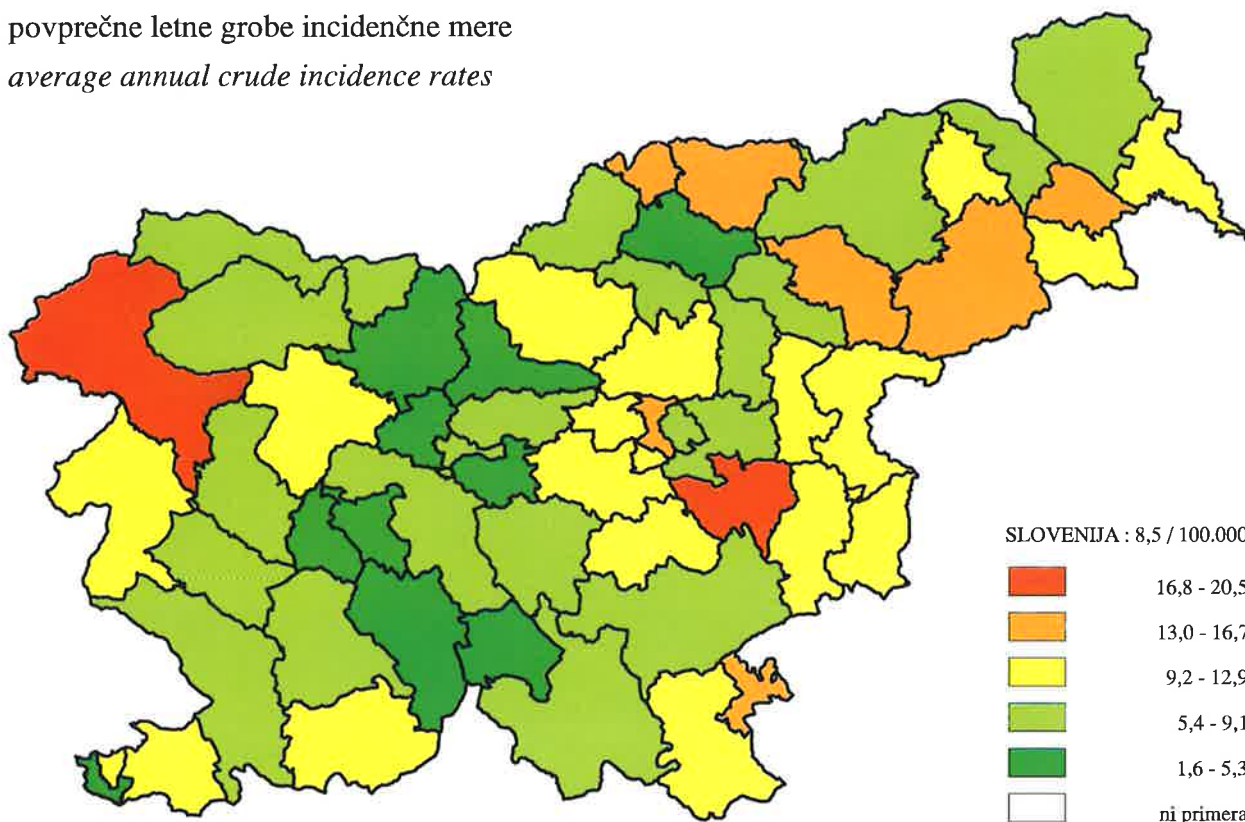 povprečne letne grobe incidenčne mere
average annual crude incidence rates
SLOVENIJA : 8,5 / 100.000
16,8 - 20,5
13,0 - 16,7
9,2 - 12,9
5,4 - 9,1
1,6 - 5,3
ni primera